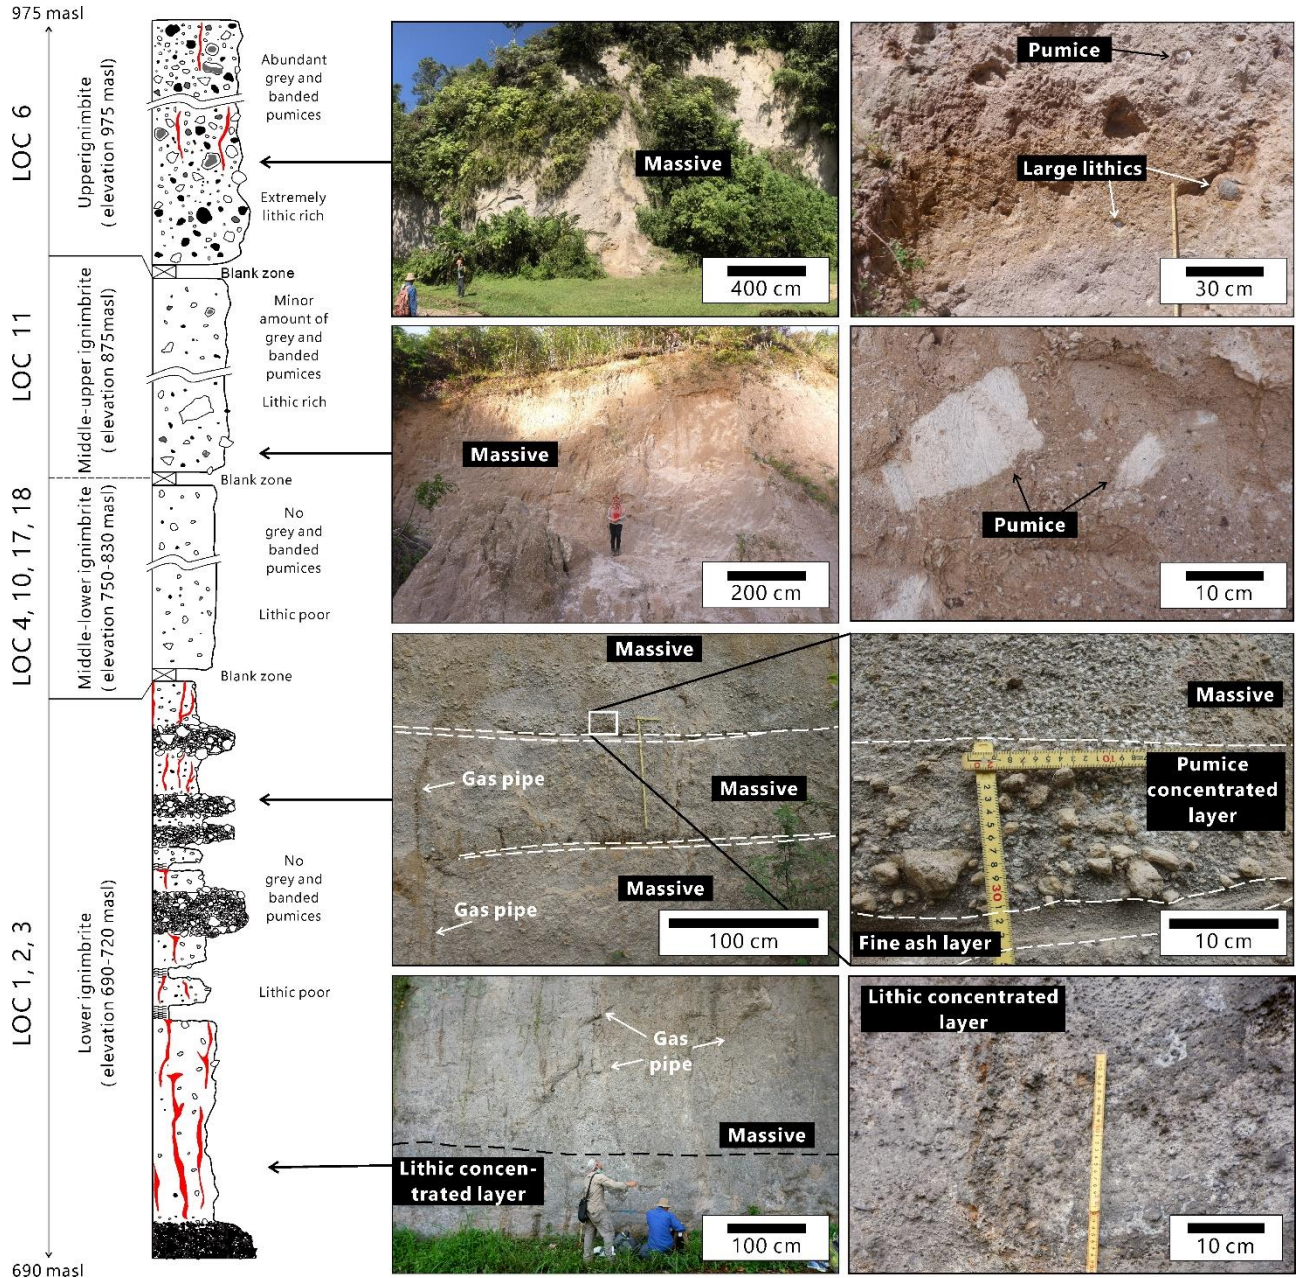 975 masl
LOC 6
Upperignimbite
( elevation 975 masl)
Abundant
grey and
banded
pumices
Extremely
lithic rich
Blank zone
LOC 11
Middle-upper ignimbrite
( elevation 875masl)
Minor
amount of
grey and
banded
pumices
Lithic rich
Blank zone
LOC 4, 10, 17, 18
Middle-lower ignimbrite
( elevation 750-830 masl)
No
grey and
banded
pumices
Lithic poor
Blank zone
LOC 1, 2, 3
Lower ignimbrite
( elevation 690-720 masl)
No
grey and
banded
pumices
Lithic poor
690 masl
Massive
400 cm
Pumice
Large lithics
30 cm
Massive
200 cm
Pumice
10 cm
Massive
Gas pipe
Massive
Massive
Gas pipe
100 cm
Massive
Pumice
concentrated
layer
Fine ash layer
10 cm
Gas
pipe
Massive
Lithic concen-
trated layer
100 cm
Lithic concentrated
layer
10 cm